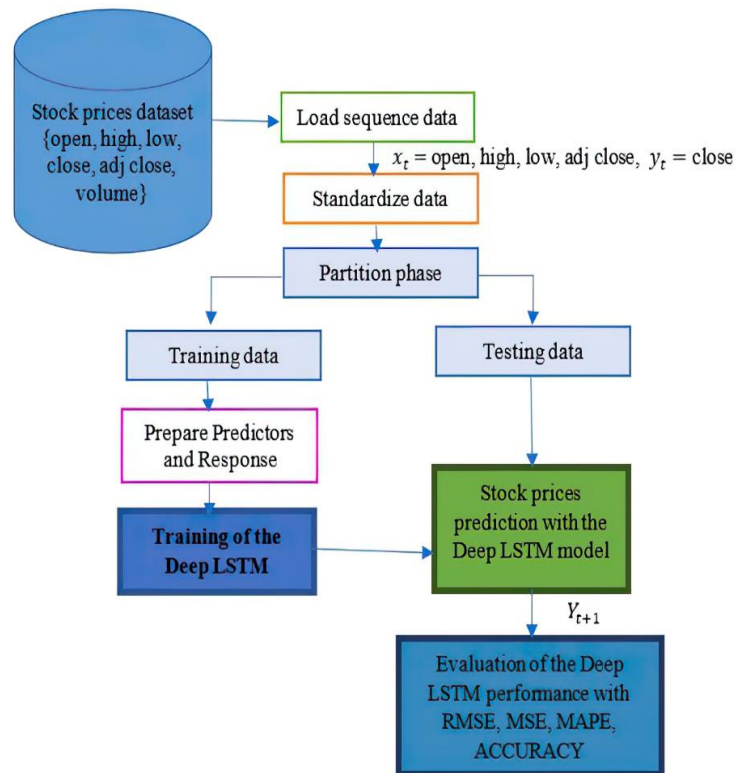 Stock prices dataset
{open, high, low,
close, adj close,
volume}
Load sequence data
x_t = open, high, low, adj close, y_t = close
Standardize data
Partition phase
Training data
Testing data
Prepare Predictors
and Response
Stock prices
prediction with the
Deep LSTM model
Training of the
Deep LSTM
Y_{t+1}
Evaluation of the Deep
LSTM performance with
RMSE, MSE, MAPE,
ACCURACY